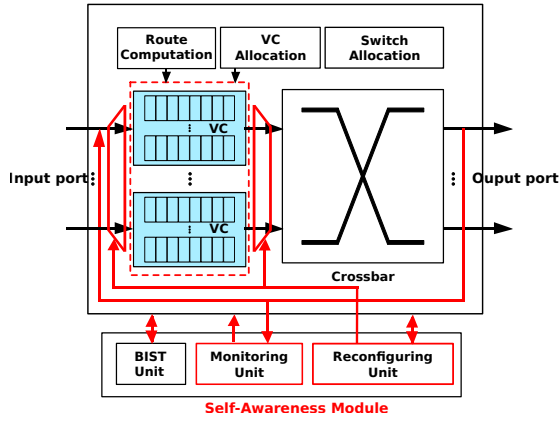 Route
Computation
VC
Allocation
Switch
Allocation
VC
Input port
Ouput port
VC
Crossbar
BIST
Unit
Monitoring
Unit
Reconfiguring
Unit
Self-Awareness Module